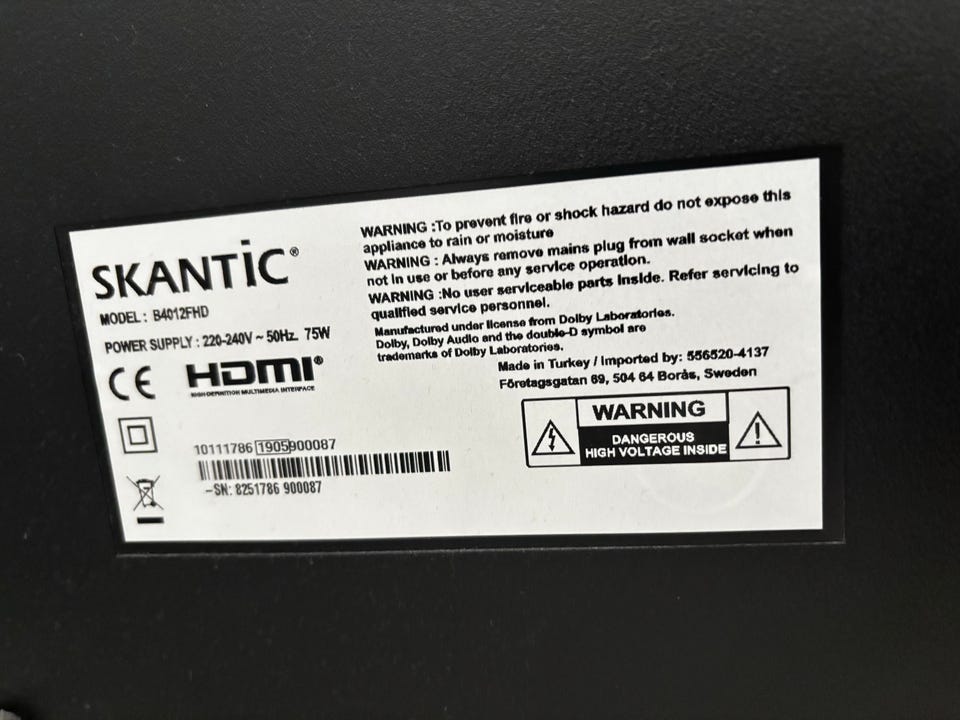 SKANTiC®
MODEL: B4012FHD
POWER SUPPLY : 220-240V ~ 50Hz. 75W
CE HDMI®
HIGH-DEFINITION MULTIMEDIA INTERFACE
10111786 1905900087
-SN: 8251786 900087
WARNING :To prevent fire or shock hazard do not expose this
appliance to rain or moisture
WARNING : Always remove mains plug from wall socket when
not in use or before any service operation.
WARNING :No user serviceable parts inside. Refer servicing to
qualified service personnel.
Manufactured under license from Dolby Laboratories.
Dolby, Dolby Audio and the double-D symbol are
trademarks of Dolby Laboratories.
Made in Turkey / Imported by: 556520-4137
Företagsgatan 69, 504 64 Borås, Sweden
WARNING
DANGEROUS
HIGH VOLTAGE INSIDE